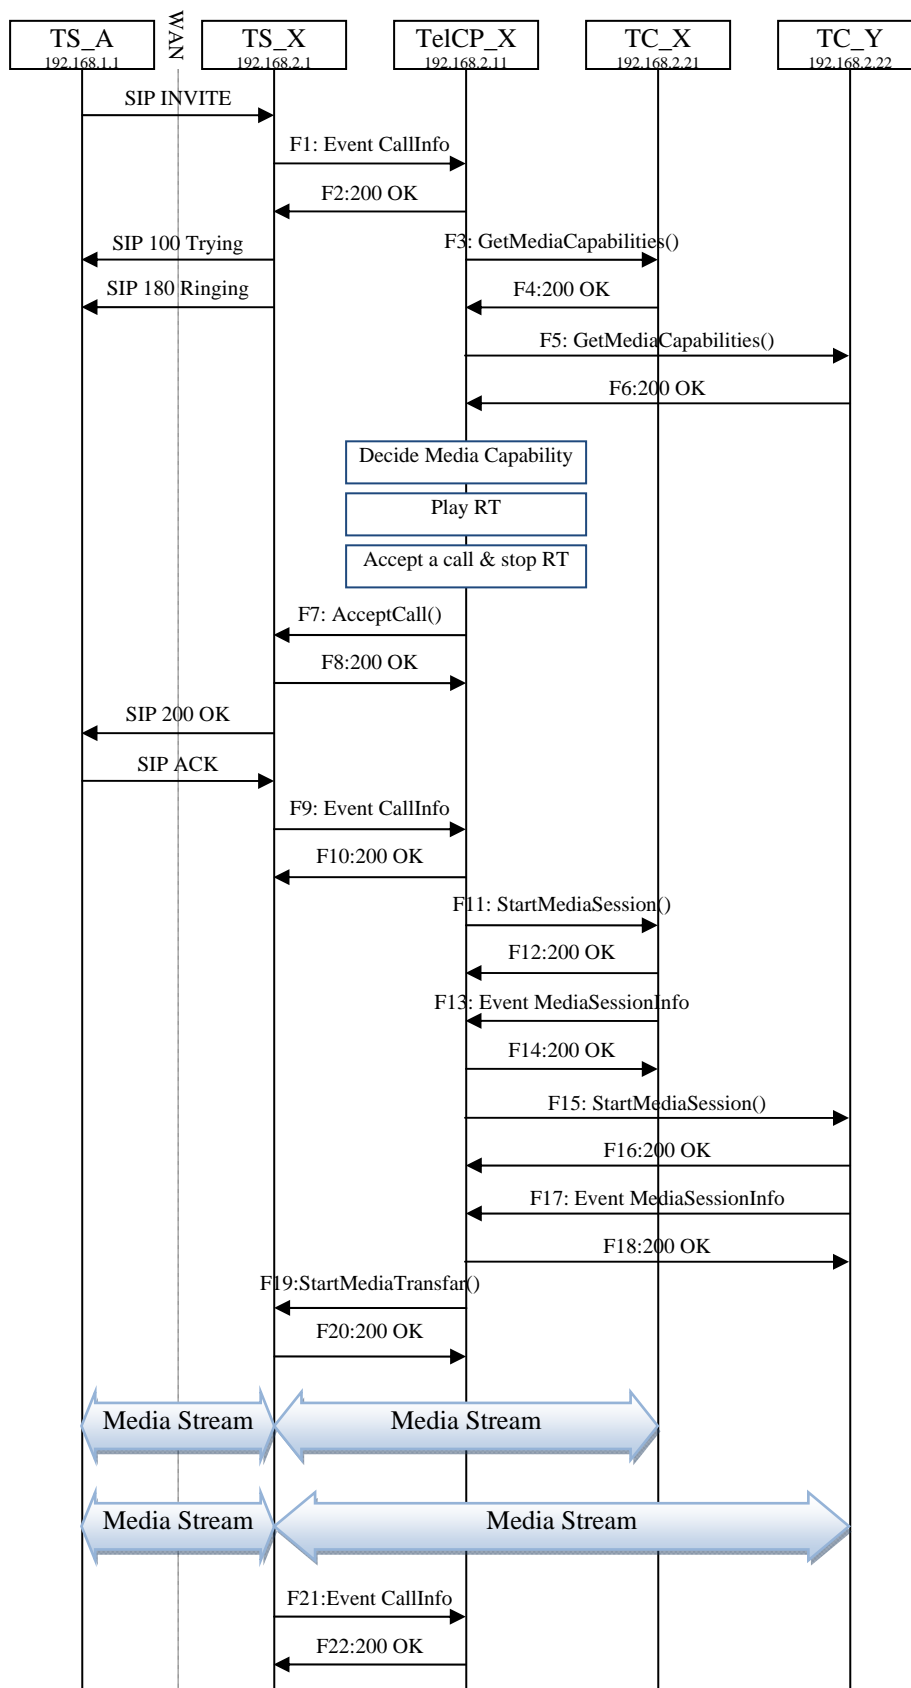 TS_A
192.168.1.1
WAN
TS_X
192.168.2.1
TelCP_X
192.168.2.11
TC_X
192.168.2.21
TC_Y
192.168.2.22
SIP INVITE
F1: Event CallInfo
F2:200 OK
SIP 100 Trying
F3: GetMediaCapabilities()
SIP 180 Ringing
F4:200 OK
F5: GetMediaCapabilities()
F6:200 OK
Decide Media Capability
Play RT
Accept a call & stop RT
F7: AcceptCall()
F8:200 OK
SIP 200 OK
SIP ACK
F9: Event CallInfo
F10:200 OK
F11: StartMediaSession()
F12:200 OK
F13: Event MediaSessionInfo
F14:200 OK
F15: StartMediaSession()
F16:200 OK
F17: Event MediaSessionInfo
F18:200 OK
F19:StartMediaTransfar()
F20:200 OK
Media Stream
Media Stream
Media Stream
Media Stream
F21:Event CallInfo
F22:200 OK